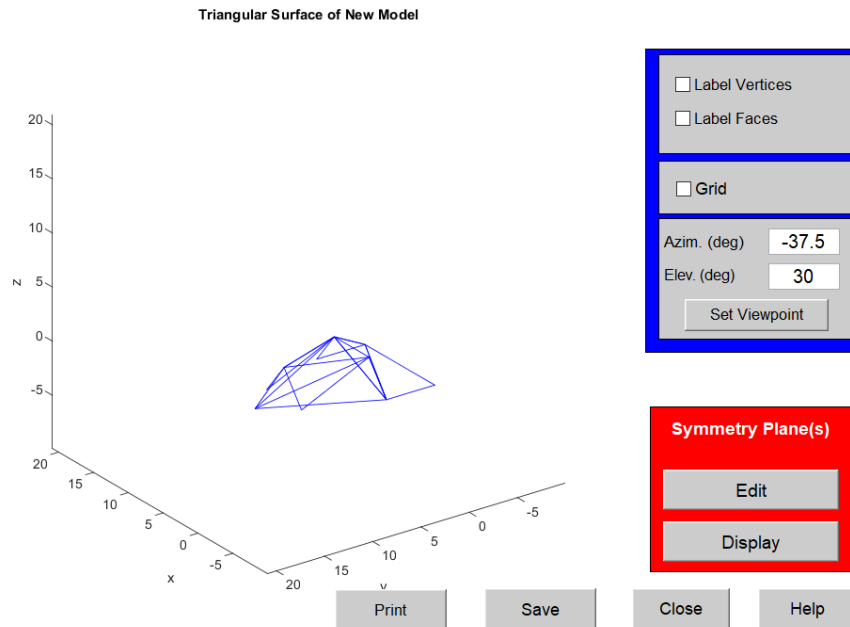 Triangular Surface of New Model
Label Vertices
Label Faces
Grid
Azim. (deg)
-37.5
Elev. (deg)
30
Set Viewpoint
Symmetry Plane(s)
Edit
Display
z
20
15
10
5
0
-5
20
15
10
5
0
-5
x
20
15
10
5
0
-5
y
Print
Save
Close
Help